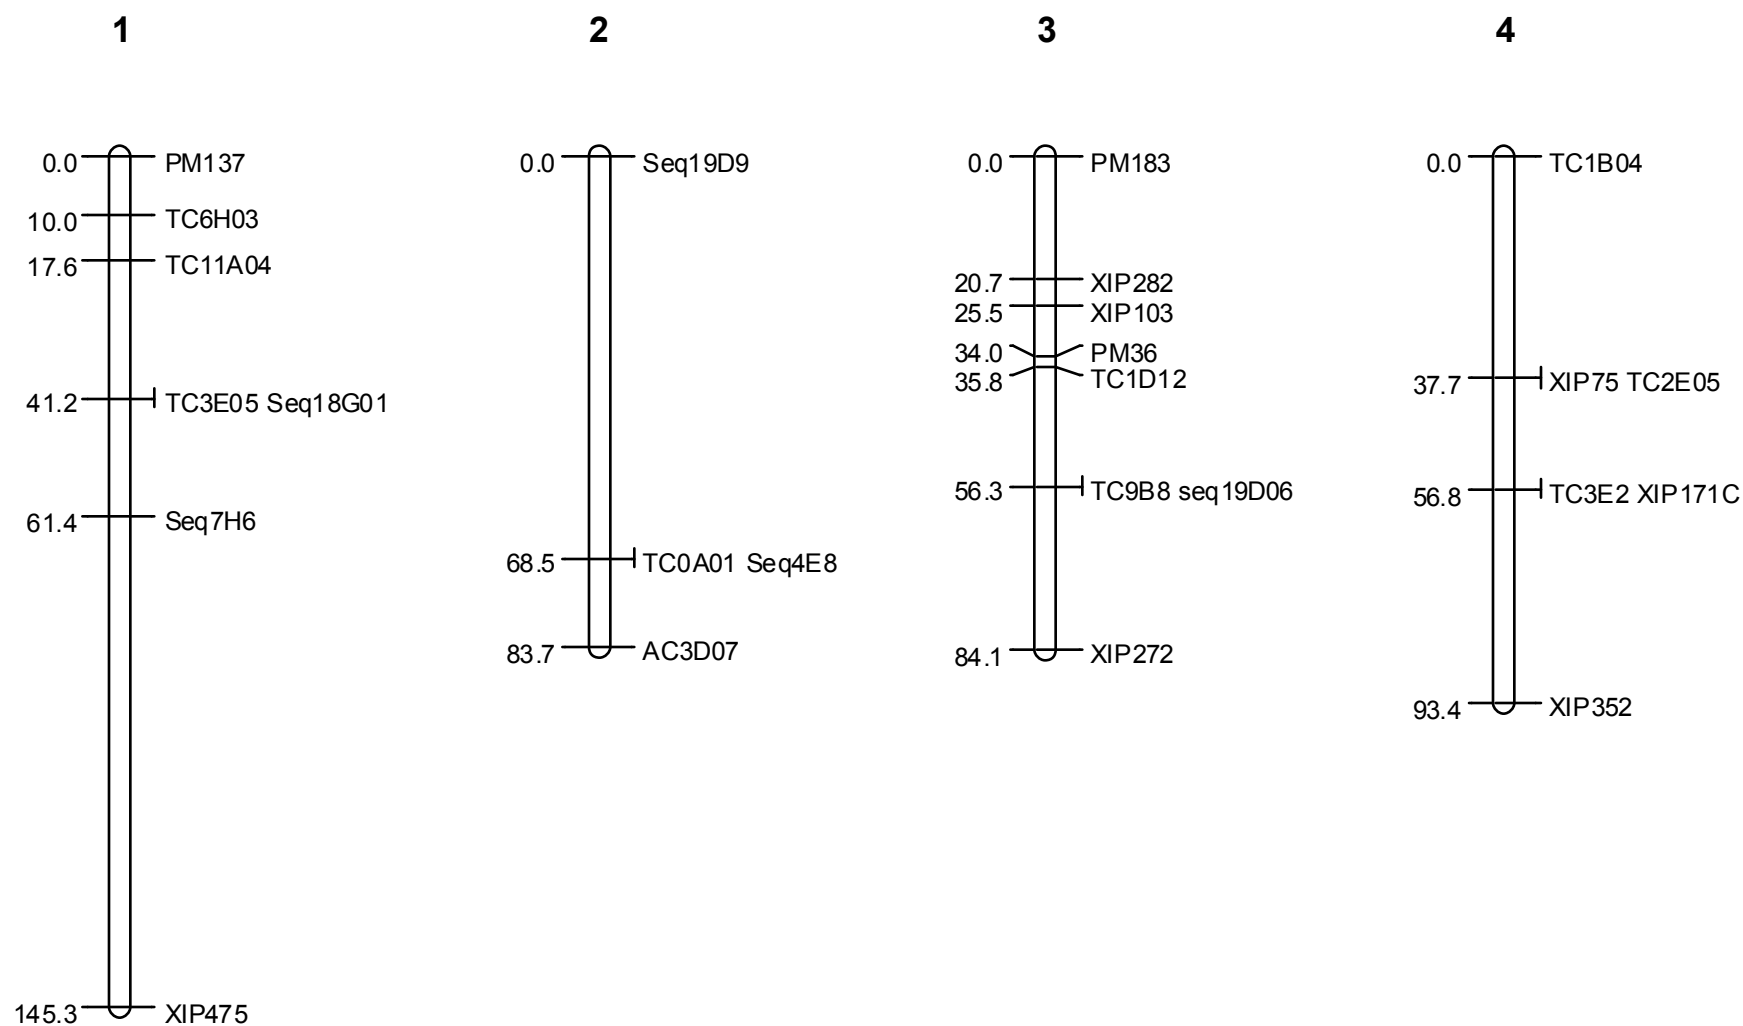 1
2
3
4
0.0 PM137
10.0 TC6H03
17.6 TC11A04
41.2 TC3E05 Seq18G01
61.4 Seq7H6
145.3 XIP475
0.0 Seq19D9
68.5 TC0A01 Seq4E8
83.7 AC3D07
0.0 PM183
20.7 XIP282
25.5 XIP103
34.0 PM36
35.8 TC1D12
56.3 TC9B8 seq19D06
84.1 XIP272
0.0 TC1B04
37.7 XIP75 TC2E05
56.8 TC3E2 XIP171C
93.4 XIP352